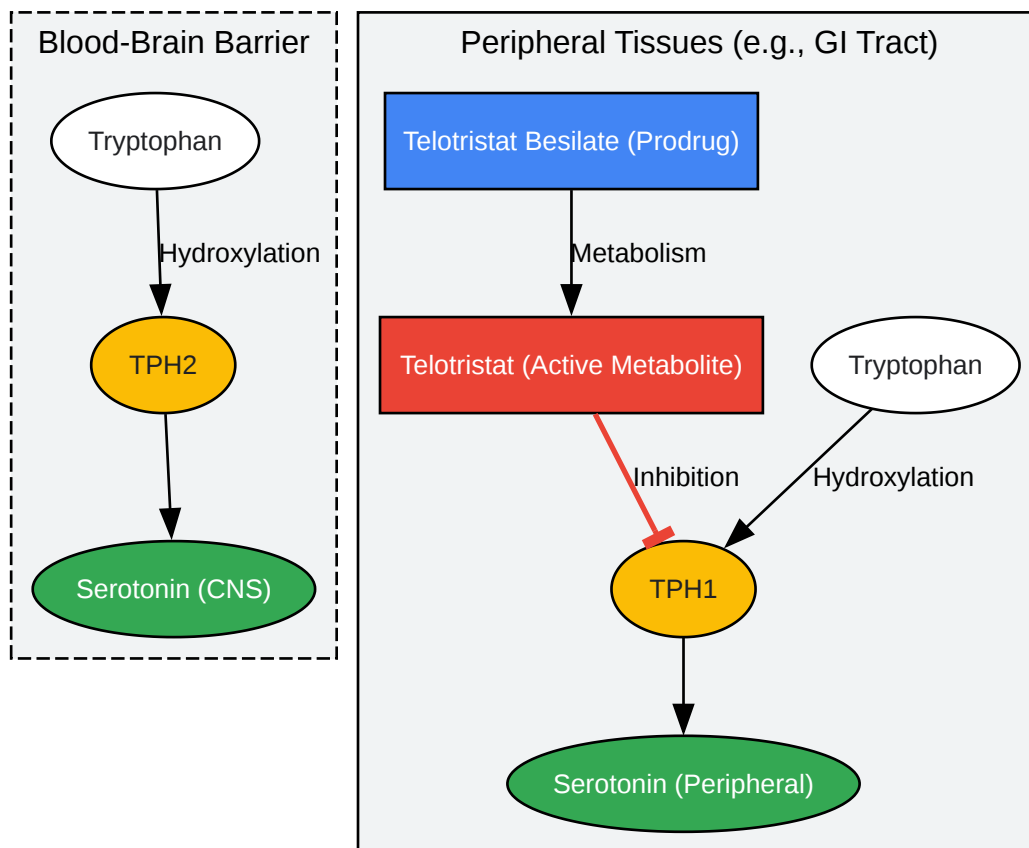 Blood-Brain Barrier
Tryptophan
Hydroxylation
TPH2
Serotonin (CNS)
Peripheral Tissues (e.g., GI Tract)
Telotristat Besilate (Prodrug)
Metabolism
Telotristat (Active Metabolite)
Tryptophan
Inhibition
Hydroxylation
TPH1
Serotonin (Peripheral)